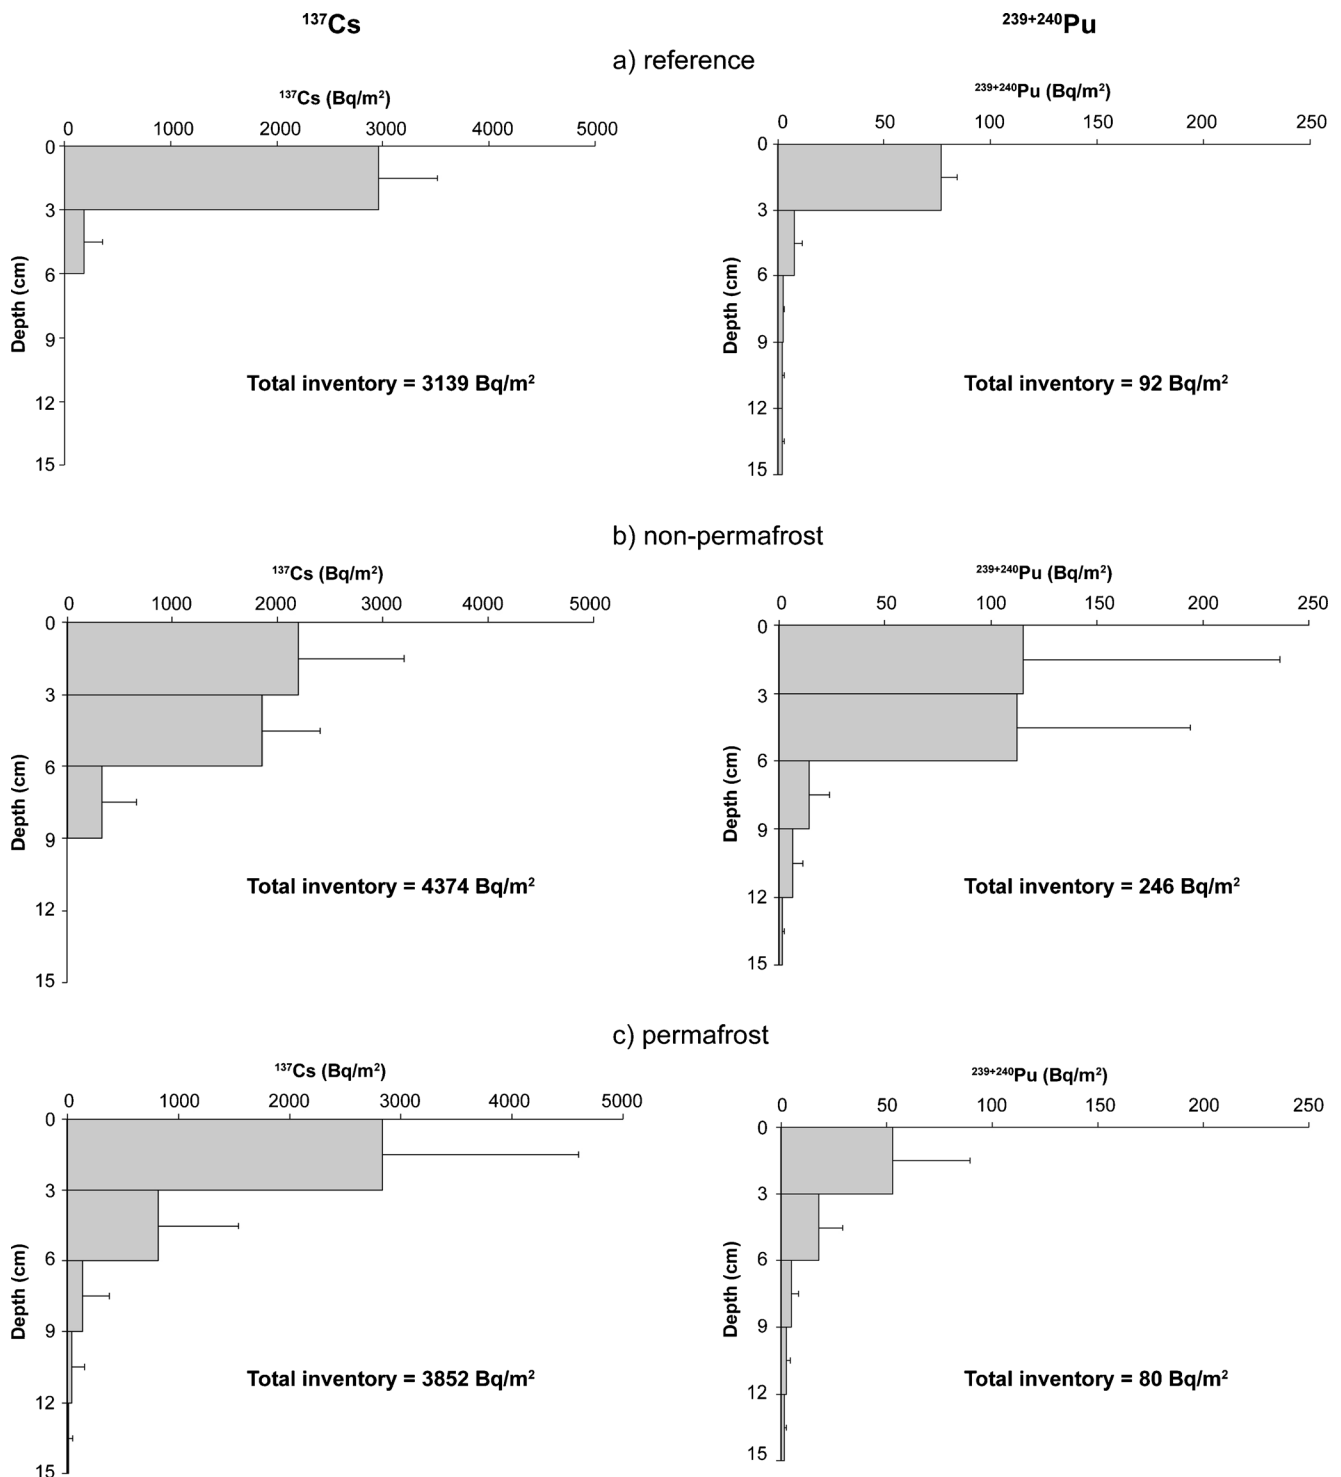 ¹³⁷Cs
²³⁹⁺²⁴⁰Pu
a) reference
¹³⁷Cs (Bq/m²)
0 1000 2000 3000 4000 5000
0
3
6
9
12
15
Depth (cm)
Total inventory = 3139 Bq/m²
²³⁹⁺²⁴⁰Pu (Bq/m²)
0 50 100 150 200 250
0
3
6
9
12
15
Depth (cm)
Total inventory = 92 Bq/m²
b) non-permafrost
¹³⁷Cs (Bq/m²)
0 1000 2000 3000 4000 5000
0
3
6
9
12
15
Depth (cm)
Total inventory = 4374 Bq/m²
²³⁹⁺²⁴⁰Pu (Bq/m²)
0 50 100 150 200 250
0
3
6
9
12
15
Depth (cm)
Total inventory = 246 Bq/m²
c) permafrost
¹³⁷Cs (Bq/m²)
0 1000 2000 3000 4000 5000
0
3
6
9
12
15
Depth (cm)
Total inventory = 3852 Bq/m²
²³⁹⁺²⁴⁰Pu (Bq/m²)
0 50 100 150 200 250
0
3
6
9
12
15
Depth (cm)
Total inventory = 80 Bq/m²